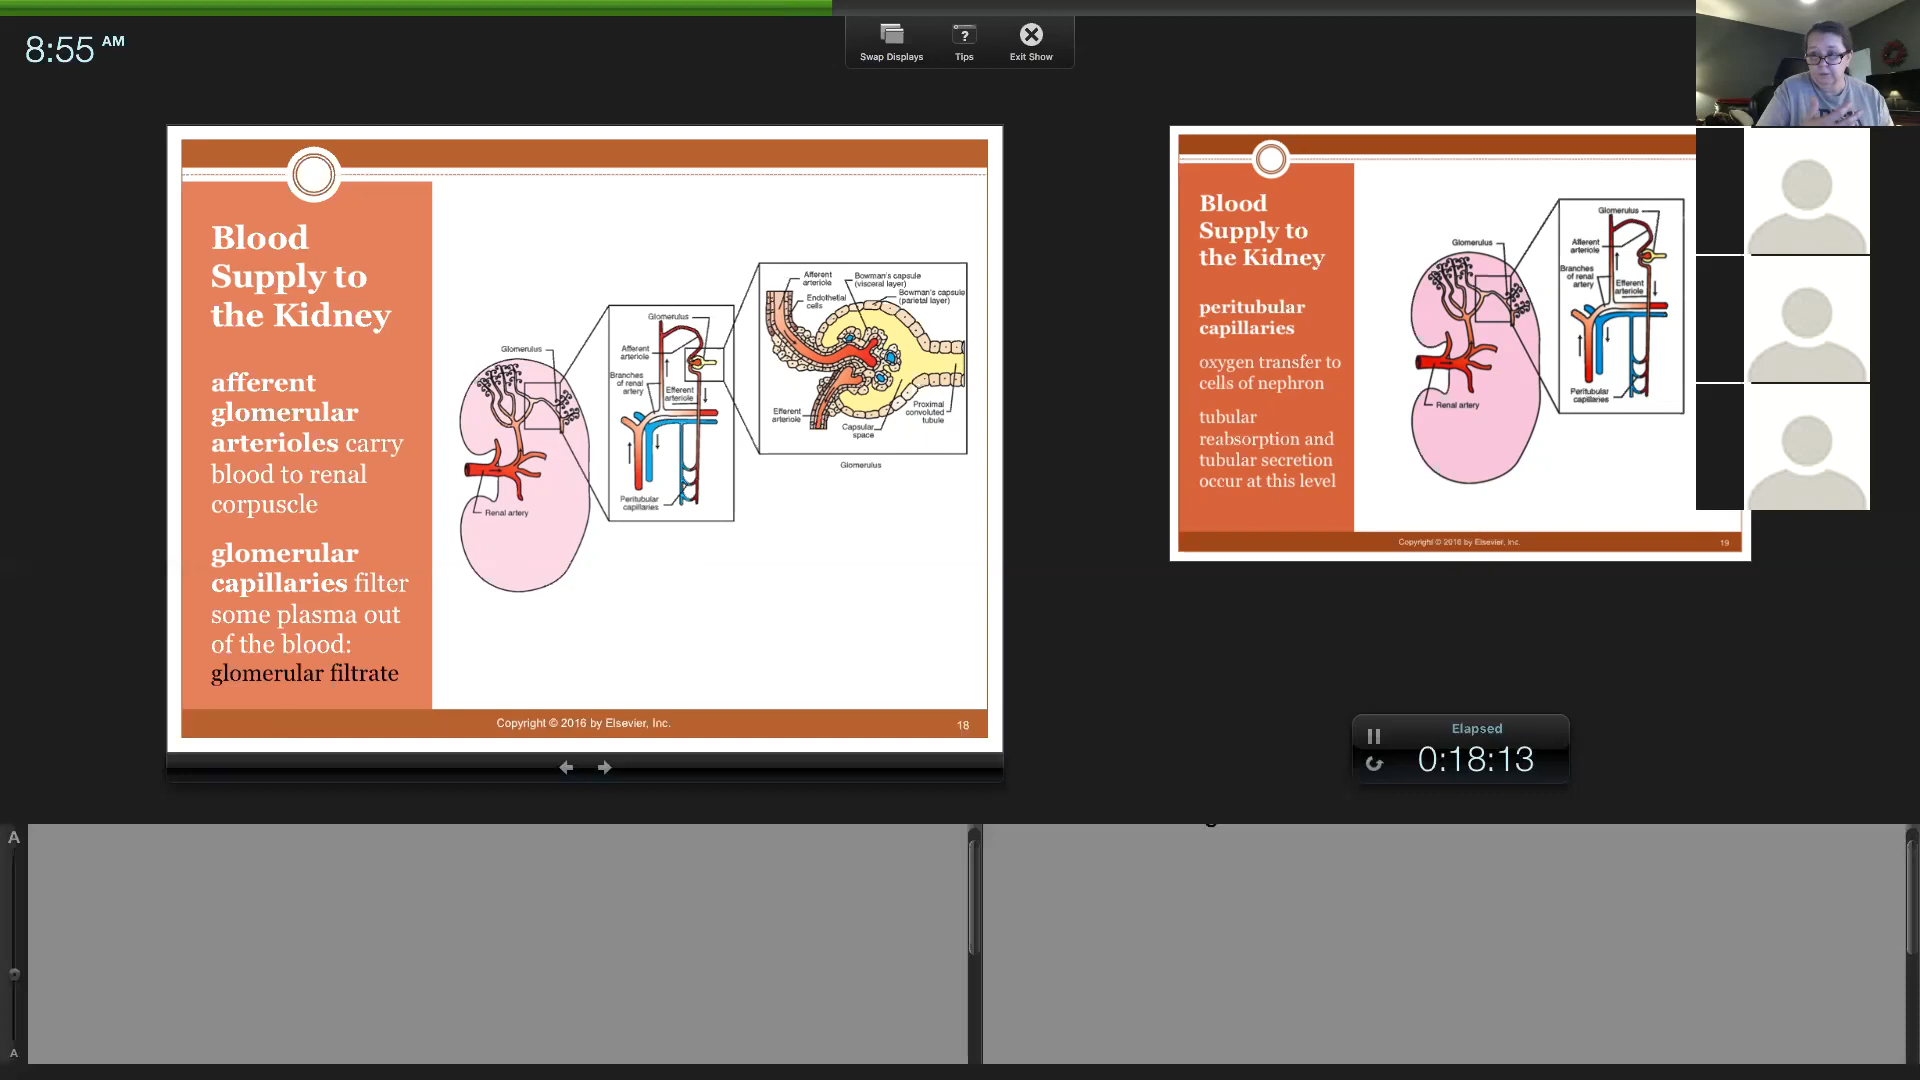 8:55 AM
Swap Displays
Tips
Exit Show
Blood
Supply to
the Kidney
afferent
glomerular
arterioles carry
blood to renal
corpuscle
glomerular
capillaries filter
some plasma out
of the blood:
glomerular filtrate
Glomerulus
Renal artery
Glomerulus
Afferent
arteriole
Branches
of renal
artery
Efferent
arteriole
Peritubular
capillaries
Afferent
arteriole
Endothelial
cells
Bowman's capsule
(visceral layer)
Bowman's capsule
(parietal layer)
Efferent
arteriole
Capsular
space
Proximal
convoluted
tubule
Glomerulus
Copyright © 2016 by Elsevier, Inc.
18
Blood
Supply to
the Kidney
peritubular
capillaries
oxygen transfer to
cells of nephron
tubular
reabsorption and
tubular secretion
occur at this level
Glomerulus
Renal artery
Glomerulus
Afferent
arteriole
Branches
of renal
artery
Efferent
arteriole
Peritubular
capillaries
Copyright © 2016 by Elsevier, Inc.
19
Elapsed
0:18:13
A
A